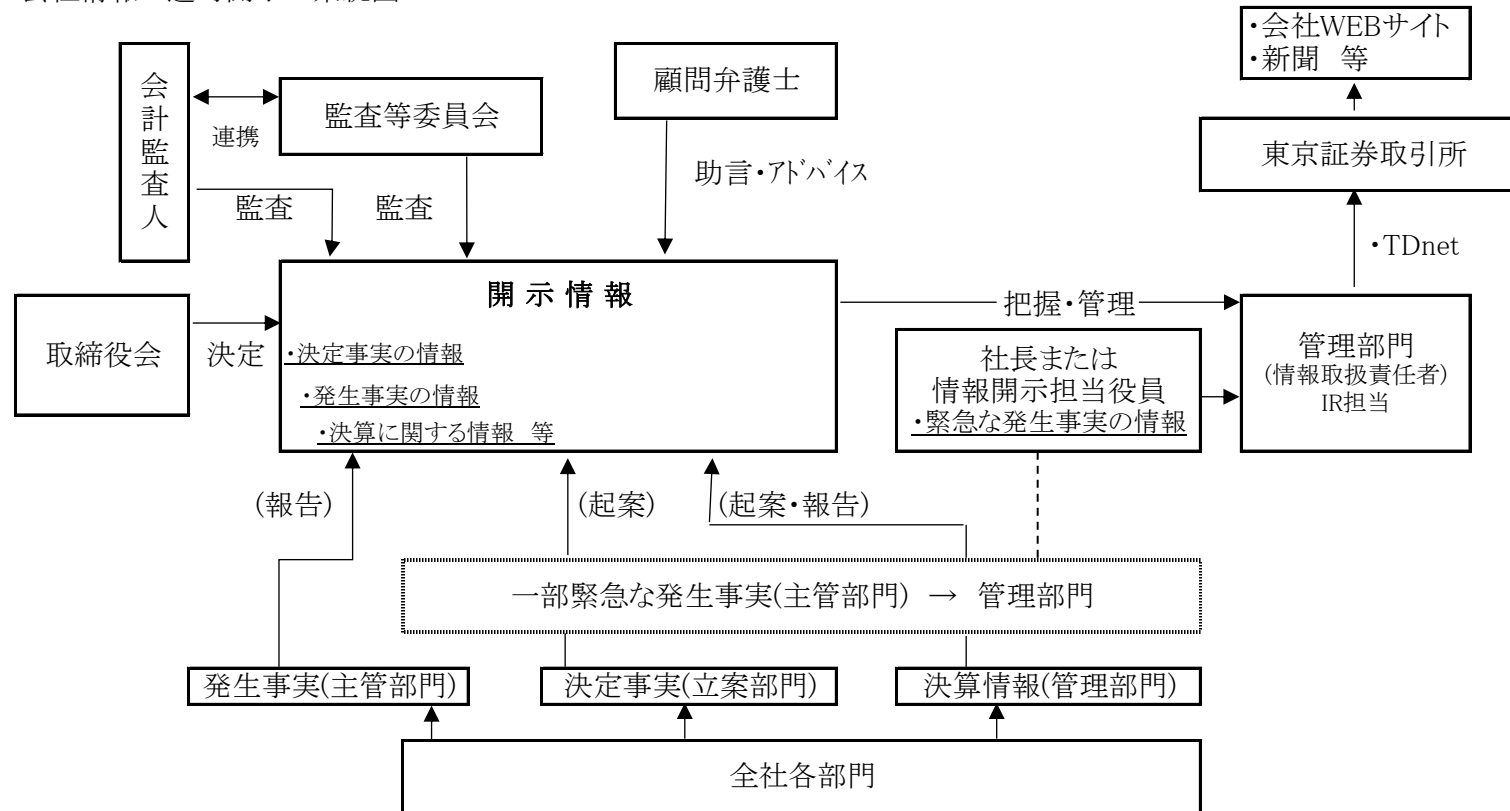 ・会社WEBサイト
・新聞 等
会計監査人
連携
監査等委員会
顧問弁護士
東京証券取引所
監査
監査
助言・アドバイス
・TDnet
開示情報
・決定事実の情報
・発生事実の情報
・決算に関する情報 等
取締役会
決定
把握・管理
社長または
情報開示担当役員
・緊急な発生事実の情報
管理部門
(情報取扱責任者)
IR担当
(報告)
(起案)
(起案・報告)
一部緊急な発生事実(主管部門) → 管理部門
発生事実(主管部門)
決定事実(立案部門)
決算情報(管理部門)
全社各部門